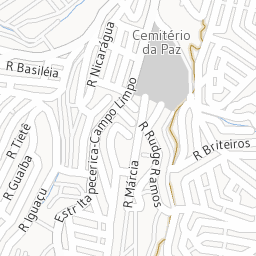 Cemitério
da Paz
R Nicarágua
R Basiléia
Estr Itapecerica-Campo Limpo
R Tietê
R Guaíba
R Iguaçu
R Márcia
R Rudge Ramos
R Briteiros